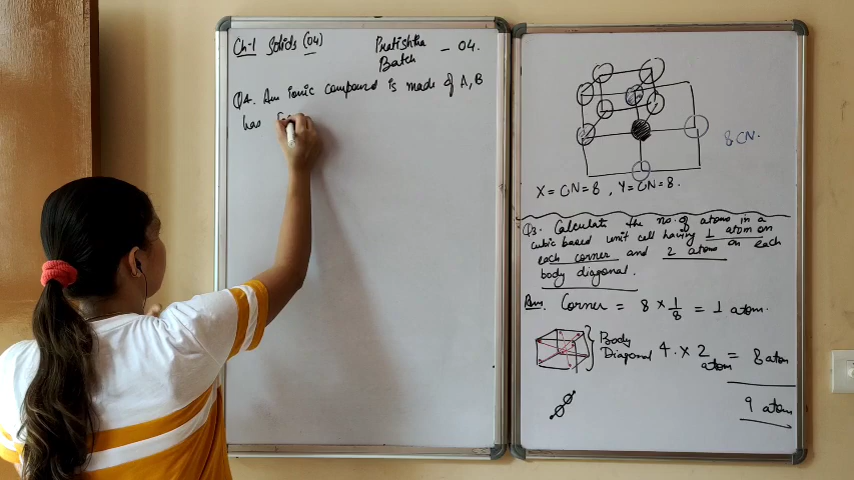 Ch-1 Solids (04)
Pratishtha
Batch - 04.
Q4. An ionic compound is made of A, B
has
8 CN.
X = CN = 8 , Y = CN = 8.
Q3. Calculate the no. of atoms in a
cubic based unit cell having 1 atom on
each corner and 2 atoms on each
body diagonal.
Ans. Corner = 8 × 1/8 = 1 atom.
Body
Diagonal 4 × 2 atom = 8 atom
9 atom